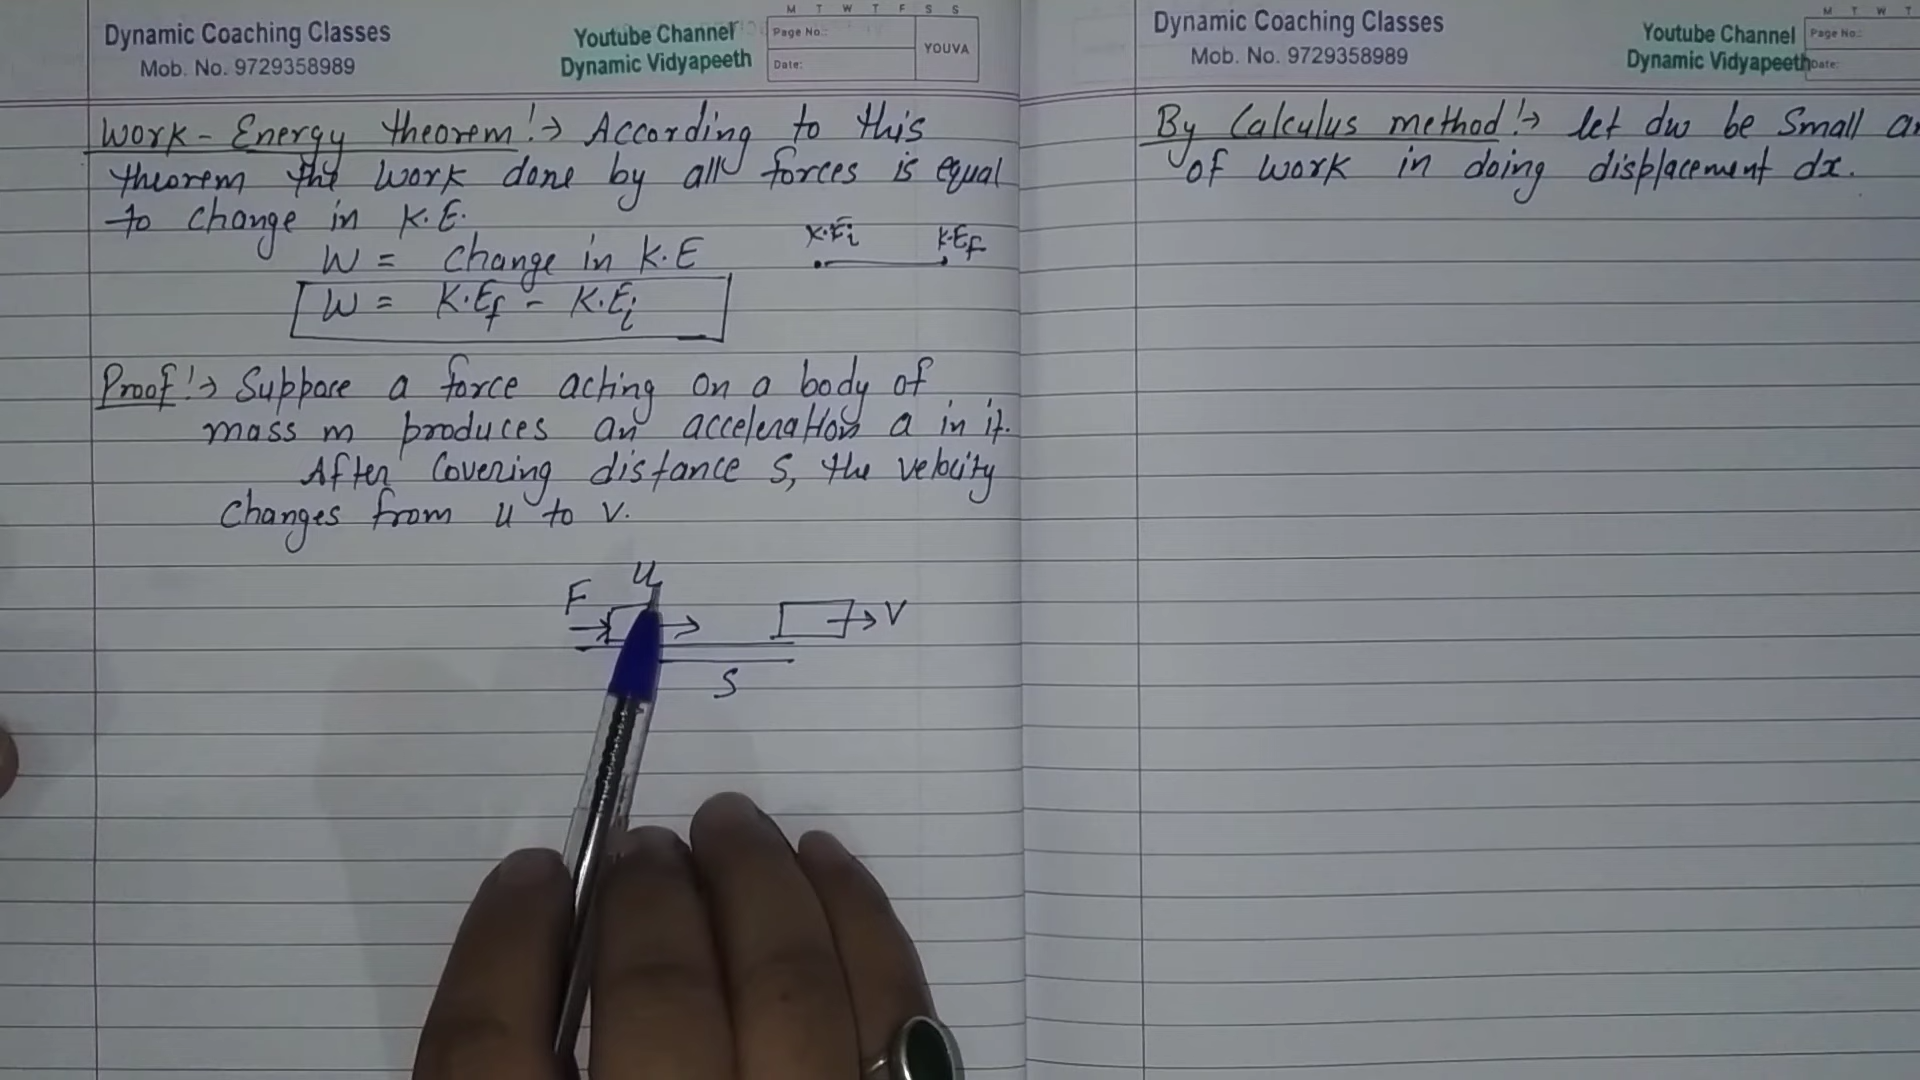 Dynamic Coaching Classes
Mob. No. 9729358989
Youtube Channel
Dynamic Vidyapeeth
M T W T F S S
Page No.:
Date:
YOUVA
Work - Energy theorem :→ According to this
theorem the work done by all forces is equal
to change in K.E.
W = Change in K.E
W = K.Ef - K.Ei
K.Ei K.Ef
Proof :→ Suppose a force acting on a body of
mass m produces an acceleration a in it.
After Covering distance S, the velocity
Changes from u to v.
F u
V
S
Dynamic Coaching Classes
Mob. No. 9729358989
Youtube Channel
Dynamic Vidyapeeth
M T W T
Page No.:
Date:
By Calculus method :→ let dw be Small
of work in doing displacement dx.